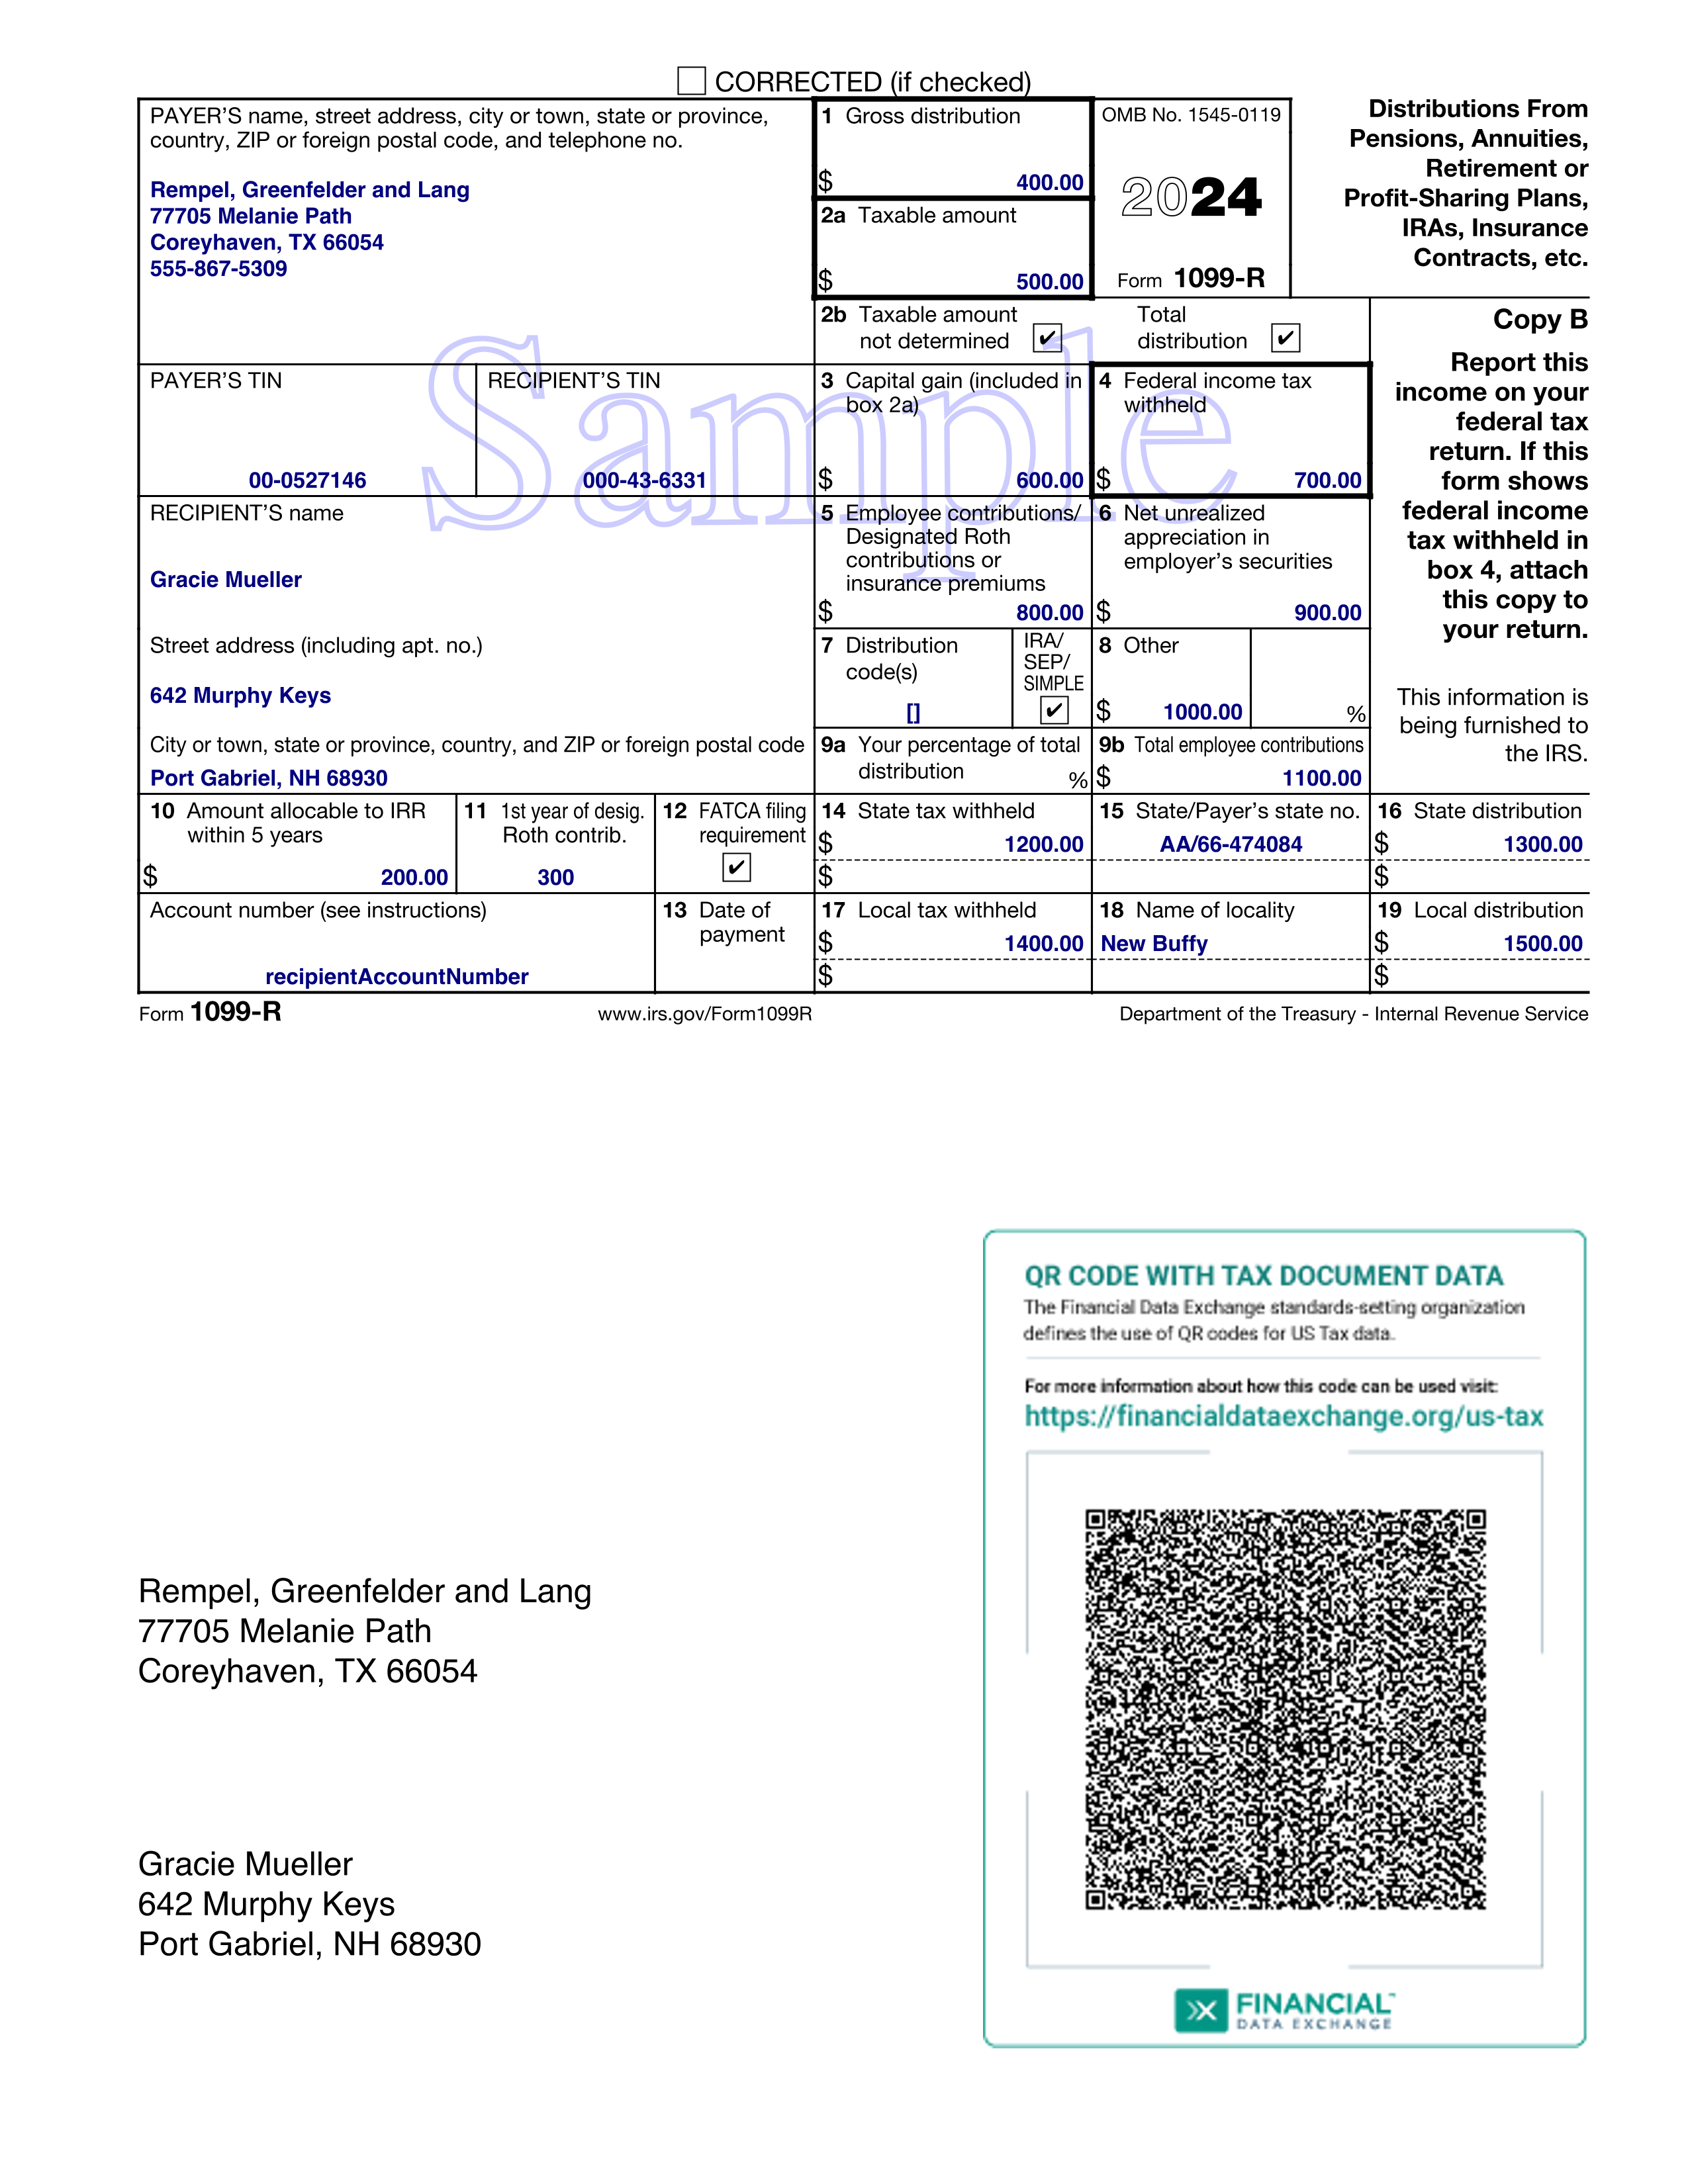 CORRECTED (if checked)
PAYER'S name, street address, city or town, state or province,
country, ZIP or foreign postal code, and telephone no.
Rempel, Greenfelder and Lang
77705 Melanie Path
Coreyhaven, TX 66054
555-867-5309
1 Gross distribution
$ 400.00
2a Taxable amount
$ 500.00
OMB No. 1545-0119
2024
Form 1099-R
Distributions From
Pensions, Annuities,
Retirement or
Profit-Sharing Plans,
IRAs, Insurance
Contracts, etc.
2b Taxable amount
not determined ✔
Total
distribution ✔
Copy B
Report this
income on your
federal tax
return. If this
form shows
federal income
tax withheld in
box 4, attach
this copy to
your return.
This information is
being furnished to
the IRS.
Sample
PAYER'S TIN
00-0527146
RECIPIENT'S TIN
000-43-6331
3 Capital gain (included in
box 2a)
$ 600.00
4 Federal income tax
withheld
$ 700.00
RECIPIENT'S name
Gracie Mueller
5 Employee contributions/
Designated Roth
contributions or
insurance premiums
$ 800.00
6 Net unrealized
appreciation in
employer's securities
$ 900.00
Street address (including apt. no.)
642 Murphy Keys
7 Distribution
code(s)
[]
IRA/
SEP/
SIMPLE
✔
8 Other
$ 1000.00
%
City or town, state or province, country, and ZIP or foreign postal code
Port Gabriel, NH 68930
9a Your percentage of total
distribution %
9b Total employee contributions
$ 1100.00
10 Amount allocable to IRR
within 5 years
$ 200.00
11 1st year of desig.
Roth contrib.
300
12 FATCA filing
requirement
✔
14 State tax withheld
$ 1200.00
$
15 State/Payer's state no.
AA/66-474084
16 State distribution
$ 1300.00
$
Account number (see instructions)
recipientAccountNumber
13 Date of
payment
17 Local tax withheld
$ 1400.00
$
18 Name of locality
New Buffy
19 Local distribution
$ 1500.00
$
Form 1099-R
www.irs.gov/Form1099R
Department of the Treasury - Internal Revenue Service
QR CODE WITH TAX DOCUMENT DATA
The Financial Data Exchange standards-setting organization
defines the use of QR codes for US Tax data.
For more information about how this code can be used visit:
https://financialdataexchange.org/us-tax
Rempel, Greenfelder and Lang
77705 Melanie Path
Coreyhaven, TX 66054
Gracie Mueller
642 Murphy Keys
Port Gabriel, NH 68930
FINANCIAL™
DATA EXCHANGE